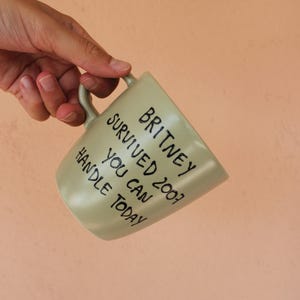 BRITNEY
SURVIVED 2007
YOU CAN
HANDLE TODAY